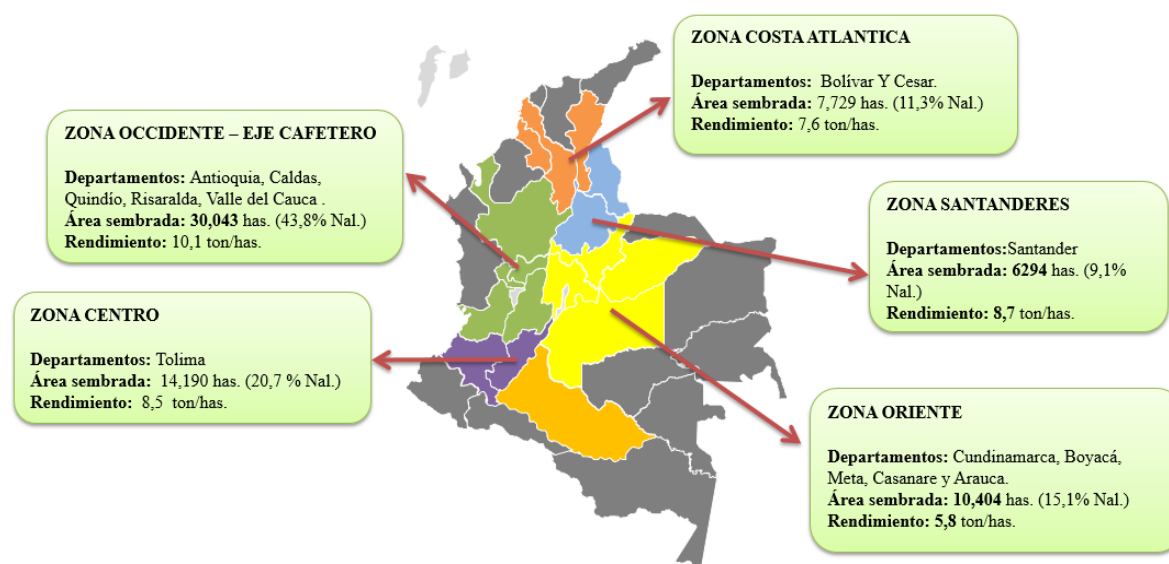 ZONA COSTA ATLANTICA
Departamentos: Bolívar Y Cesar.
Área sembrada: 7,729 has. (11,3% Nal.)
Rendimiento: 7,6 ton/has.
ZONA OCCIDENTE – EJE CAFETERO
Departamentos: Antioquia, Caldas,
Quindío, Risaralda, Valle del Cauca .
Área sembrada: 30,043 has. (43,8% Nal.)
Rendimiento: 10,1 ton/has.
ZONA SANTANDERES
Departamentos:Santander
Área sembrada: 6294 has. (9,1%
Nal.)
Rendimiento: 8,7 ton/has.
ZONA CENTRO
Departamentos: Tolima
Área sembrada: 14,190 has. (20,7 % Nal.)
Rendimiento: 8,5 ton/has.
ZONA ORIENTE
Departamentos: Cundinamarca, Boyacá,
Meta, Casanare y Arauca.
Área sembrada: 10,404 has. (15,1% Nal.)
Rendimiento: 5,8 ton/has.